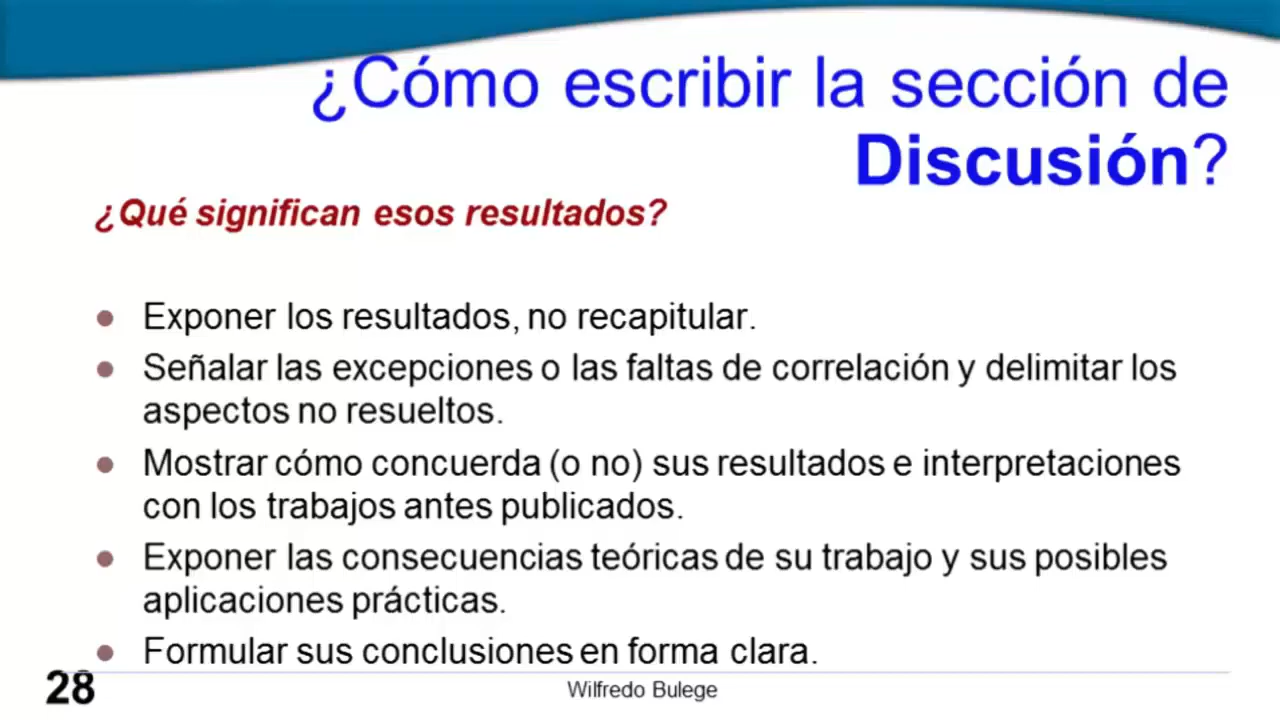 ¿Cómo escribir la sección de
Discusión?
¿Qué significan esos resultados?
● Exponer los resultados, no recapitular.
● Señalar las excepciones o las faltas de correlación y delimitar los
aspectos no resueltos.
● Mostrar cómo concuerda (o no) sus resultados e interpretaciones
con los trabajos antes publicados.
● Exponer las consecuencias teóricas de su trabajo y sus posibles
aplicaciones prácticas.
● Formular sus conclusiones en forma clara.
28
Wilfredo Bulege